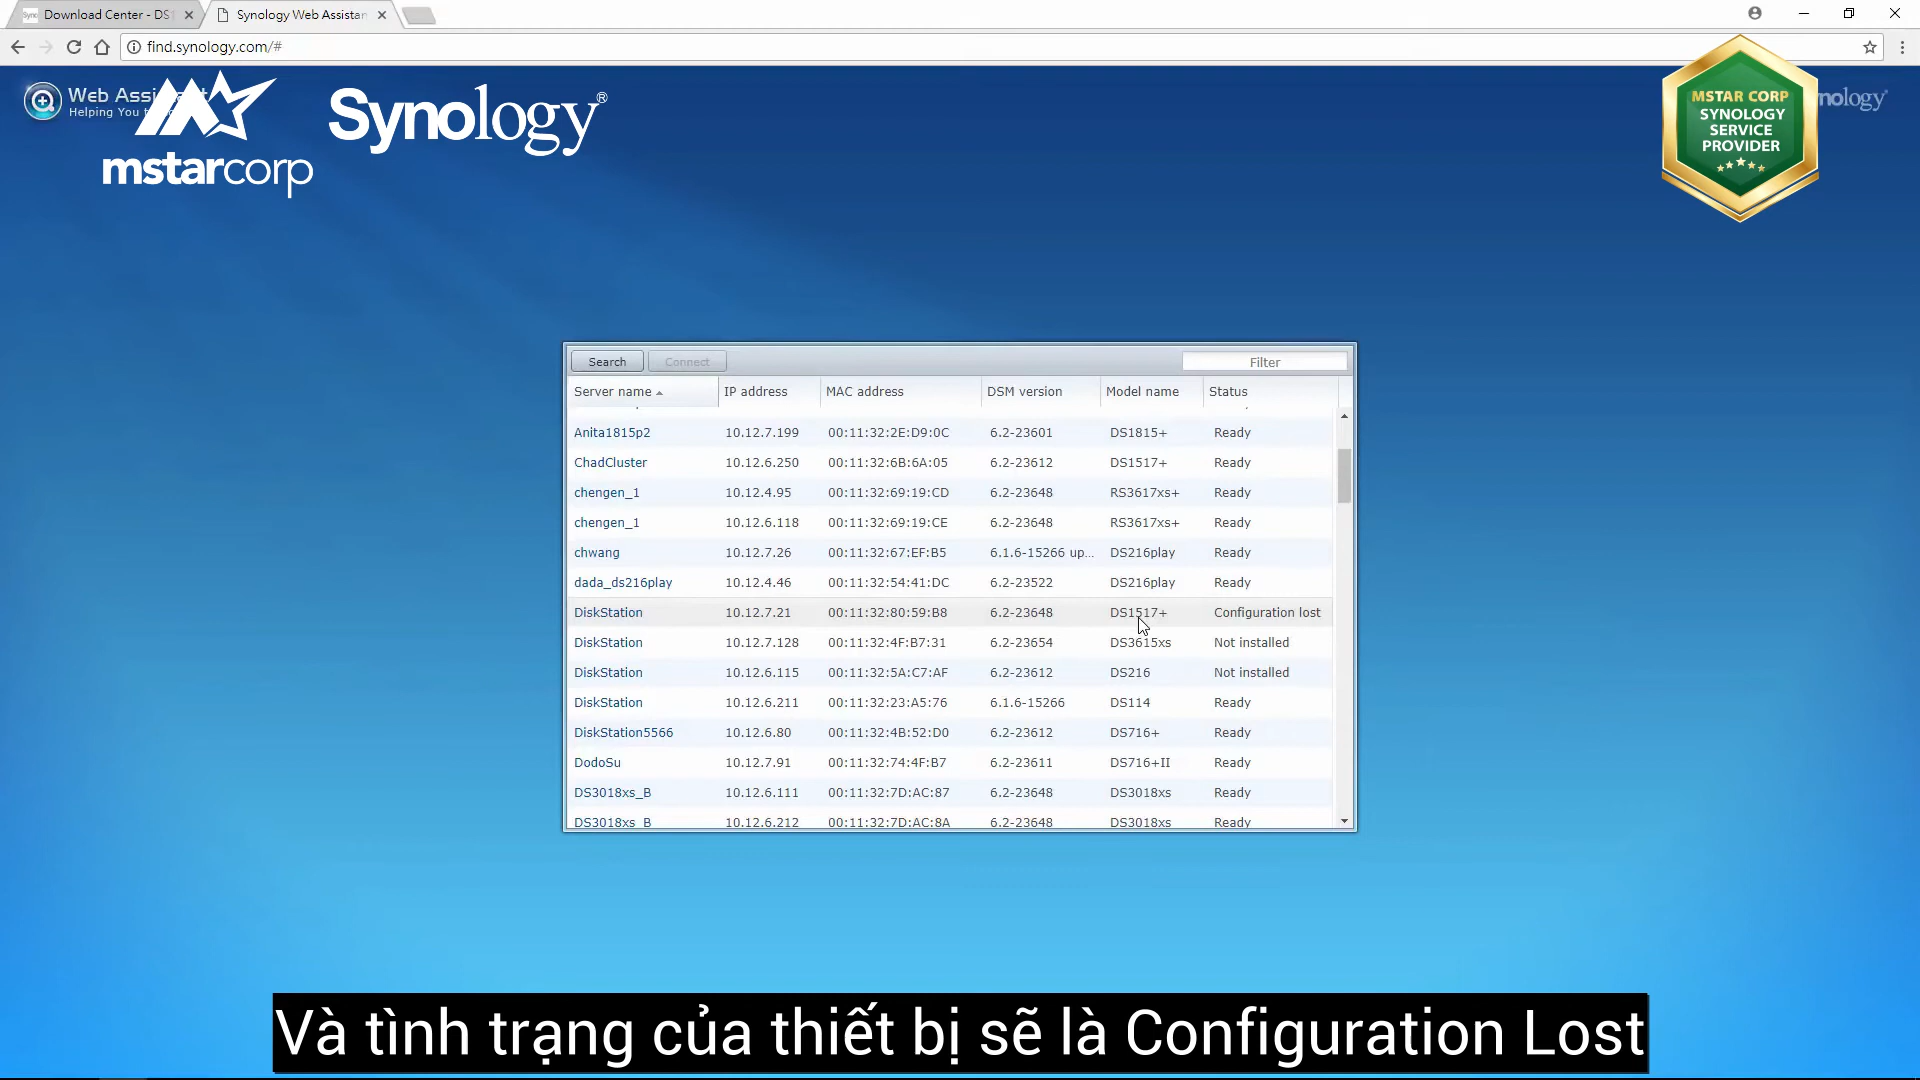 Download Center - DS
Synology Web Assistan
find.synology.com/#
Web Assis
Helping You
mstarcorp
Synology®
MSTAR CORP
SYNOLOGY
SERVICE
PROVIDER
nology®
Search
Connect
Filter
Server name IP address MAC address DSM version Model name Status
Anita1815p2 10.12.7.199 00:11:32:2E:D9:0C 6.2-23601 DS1815+ Ready
ChadCluster 10.12.6.250 00:11:32:6B:6A:05 6.2-23612 DS1517+ Ready
chengen_1 10.12.4.95 00:11:32:69:19:CD 6.2-23648 RS3617xs+ Ready
chengen_1 10.12.6.118 00:11:32:69:19:CE 6.2-23648 RS3617xs+ Ready
chwang 10.12.7.26 00:11:32:67:EF:B5 6.1.6-15266 up... DS216play Ready
dada_ds216play 10.12.4.46 00:11:32:54:41:DC 6.2-23522 DS216play Ready
DiskStation 10.12.7.21 00:11:32:80:59:B8 6.2-23648 DS1517+ Configuration lost
DiskStation 10.12.7.128 00:11:32:4F:B7:31 6.2-23654 DS3615xs Not installed
DiskStation 10.12.6.115 00:11:32:5A:C7:AF 6.2-23612 DS216 Not installed
DiskStation 10.12.6.211 00:11:32:23:A5:76 6.1.6-15266 DS114 Ready
DiskStation5566 10.12.6.80 00:11:32:4B:52:D0 6.2-23612 DS716+ Ready
DodoSu 10.12.7.91 00:11:32:74:4F:B7 6.2-23611 DS716+II Ready
DS3018xs_B 10.12.6.111 00:11:32:7D:AC:87 6.2-23648 DS3018xs Ready
DS3018xs_B 10.12.6.212 00:11:32:7D:AC:8A 6.2-23648 DS3018xs Ready
Và tình trạng của thiết bị sẽ là Configuration Lost